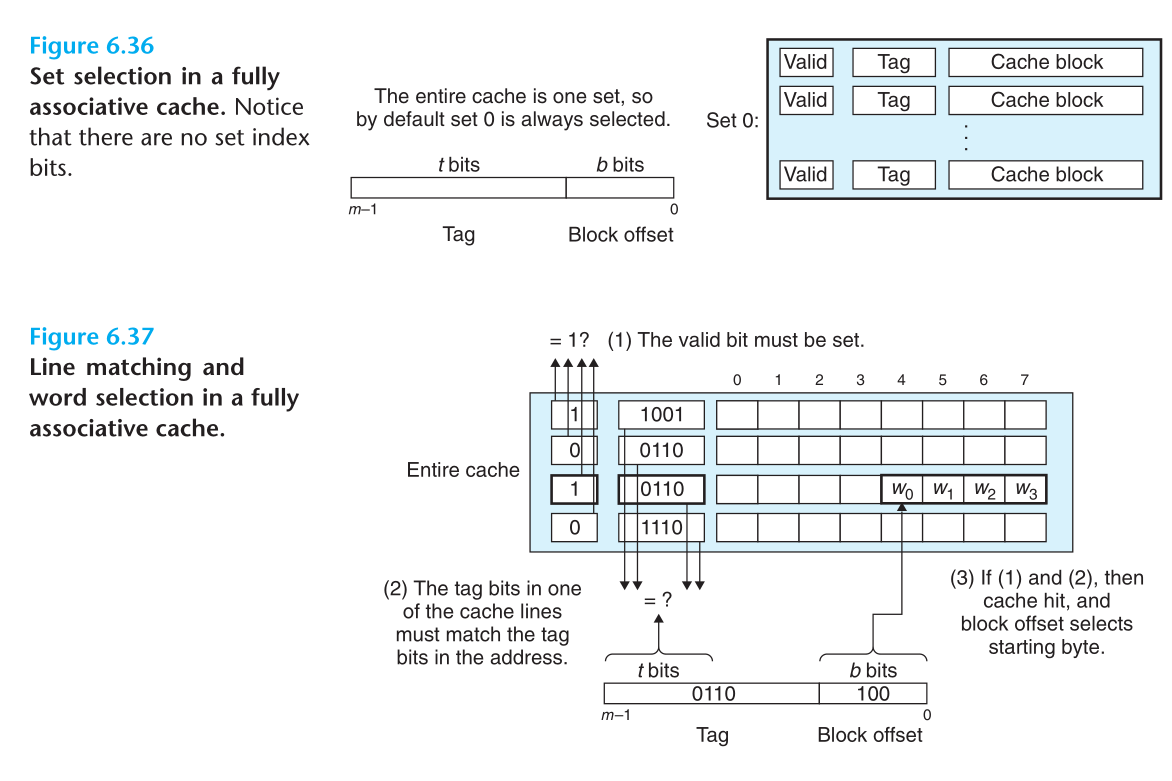 Figure 6.36
Set selection in a fully
associative cache. Notice
that there are no set index
bits.
The entire cache is one set, so
by default set 0 is always selected.
t bits
b bits
m–1
0
Tag
Block offset
Set 0:
Valid
Tag
Cache block
Valid
Tag
Cache block
Valid
Tag
Cache block
Figure 6.37
Line matching and
word selection in a fully
associative cache.
= 1?
(1) The valid bit must be set.
0 1 2 3 4 5 6 7
Entire cache
1
1001
0
0110
1
0110
w0 w1 w2 w3
0
1110
(2) The tag bits in one
of the cache lines
must match the tag
bits in the address.
= ?
(3) If (1) and (2), then
cache hit, and
block offset selects
starting byte.
t bits
b bits
0110
100
m–1
0
Tag
Block offset